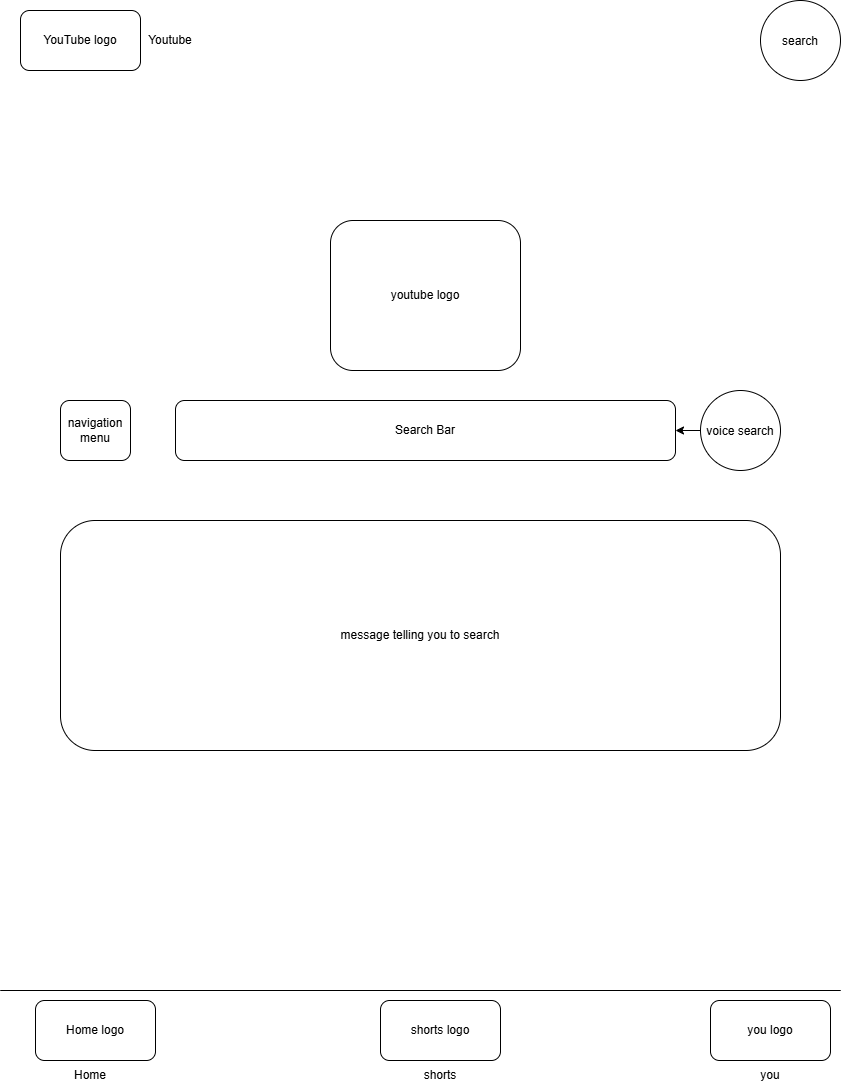 YouTube logo
Youtube
search
youtube logo
navigation
menu
Search Bar
voice search
message telling you to search
Home logo
shorts logo
you logo
Home
shorts
you